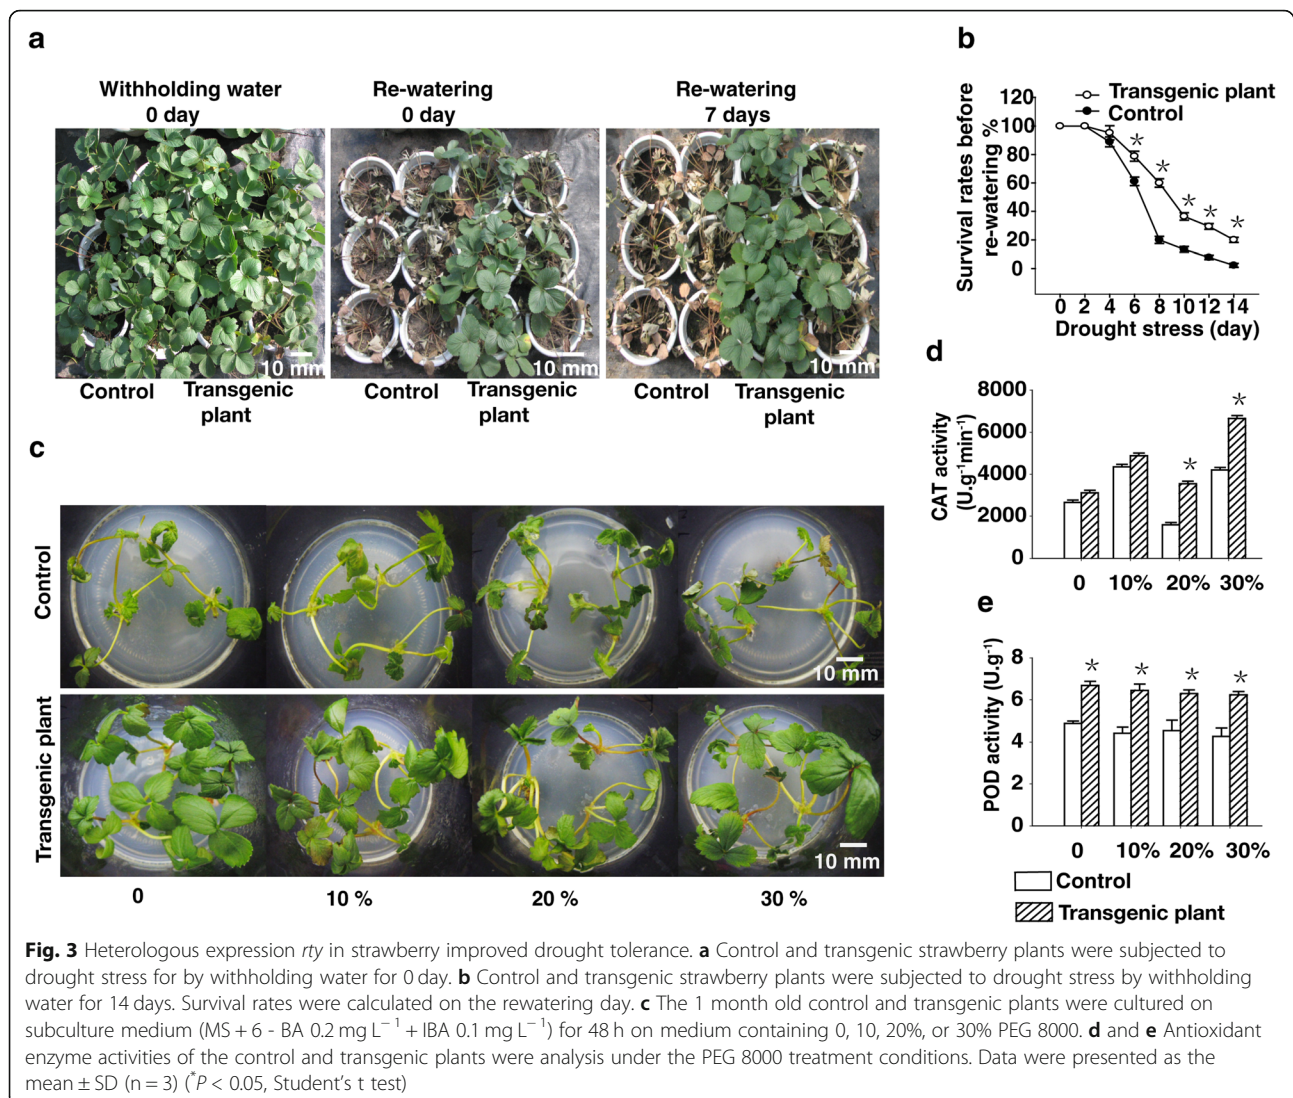 a
Withholding water
0 day
Re-watering
0 day
Re-watering
7 days
10 mm
10 mm
10 mm
Control
Transgenic
plant
Control
Transgenic
plant
Control
Transgenic
plant
b
Survival rates before
re-watering %
Transgenic plant
Control
120
100
80
60
40
20
0
* * * * *
0 2 4 6 8 10 12 14
Drought stress (day)
c
Control
10 mm
Transgenic plant
10 mm
0
10 %
20 %
30 %
d
CAT activity
(U.g⁻¹min⁻¹)
8000
6000
4000
2000
0
* *
0 10% 20% 30%
e
POD activity (U.g⁻¹)
8
6
4
2
0
* * * *
0 10% 20% 30%
Control
Transgenic plant
Fig. 3 Heterologous expression rty in strawberry improved drought tolerance. a Control and transgenic strawberry plants were subjected to
drought stress for by withholding water for 0 day. b Control and transgenic strawberry plants were subjected to drought stress by withholding
water for 14 days. Survival rates were calculated on the rewatering day. c The 1 month old control and transgenic plants were cultured on
subculture medium (MS + 6 - BA 0.2 mg L⁻¹ + IBA 0.1 mg L⁻¹) for 48 h on medium containing 0, 10, 20%, or 30% PEG 8000. d and e Antioxidant
enzyme activities of the control and transgenic plants were analysis under the PEG 8000 treatment conditions. Data were presented as the
mean ± SD (n = 3) (*P < 0.05, Student's t test)